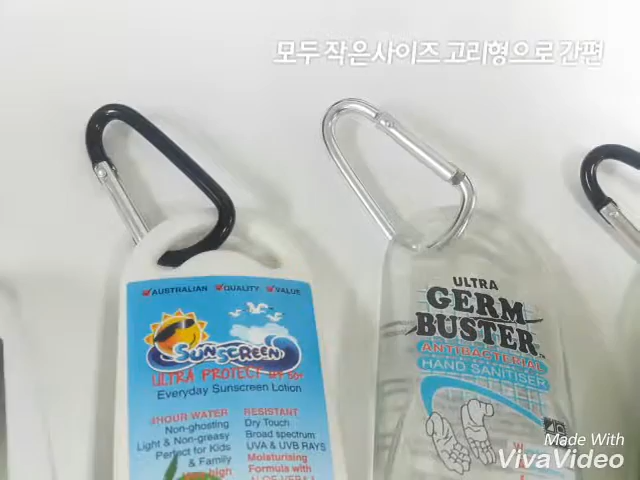 모두 작은사이즈 고리형으로 간편
AUSTRALIAN QUALITY VALUE
SUNSCREEN
ULTRA PROTECT
Everyday Sunscreen Lotion
4HOUR WATER RESISTANT
Non-ghosting
Light & Non-greasy
Perfect for Kids
& Family
Dry Touch
Broad spectrum
UVA & UVB RAYS
Moisturising
Formula with
ULTRA
GERM
BUSTER
ANTIBACTERIAL
HAND SANITISER
Made With
VivaVideo